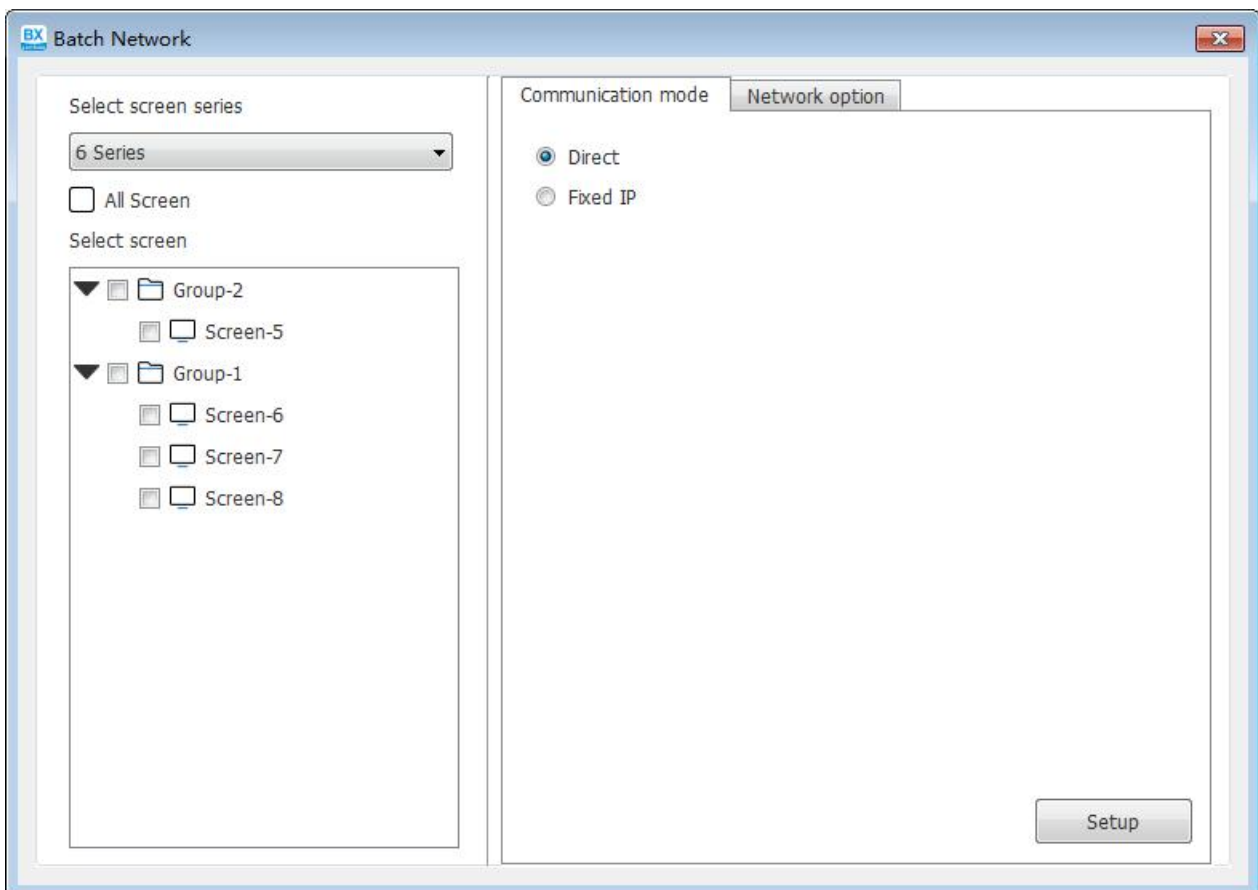 BX Batch Network
Select screen series
6 Series
All Screen
Select screen
Group-2
Screen-5
Group-1
Screen-6
Screen-7
Screen-8
Communication mode
Network option
Direct
Fixed IP
Setup